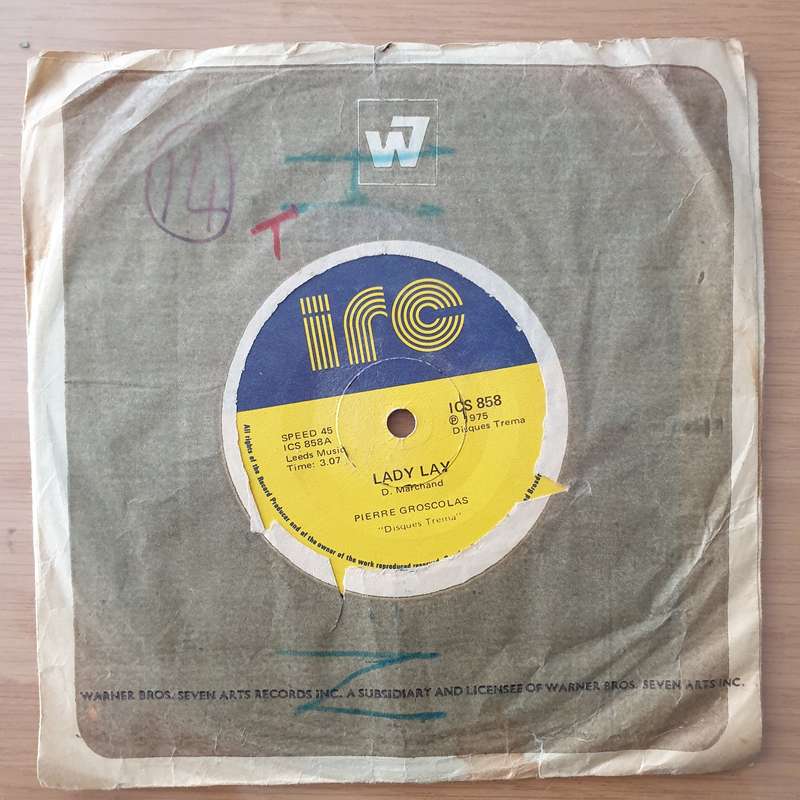 W7
14
T
irc
SPEED 45
ICS 858A
Leeds Music
Time: 3.07
ICS 858
℗ 1975
Disques Trema
LADY LAY
D. Marchand
PIERRE GROSCOLAS
"Disques Trema"
All rights of the Record Producer and of the owner of the work reproduced reserved.
WARNER BROS. SEVEN ARTS RECORDS INC. A SUBSIDIARY AND LICENSEE OF WARNER BROS. SEVEN ARTS INC.